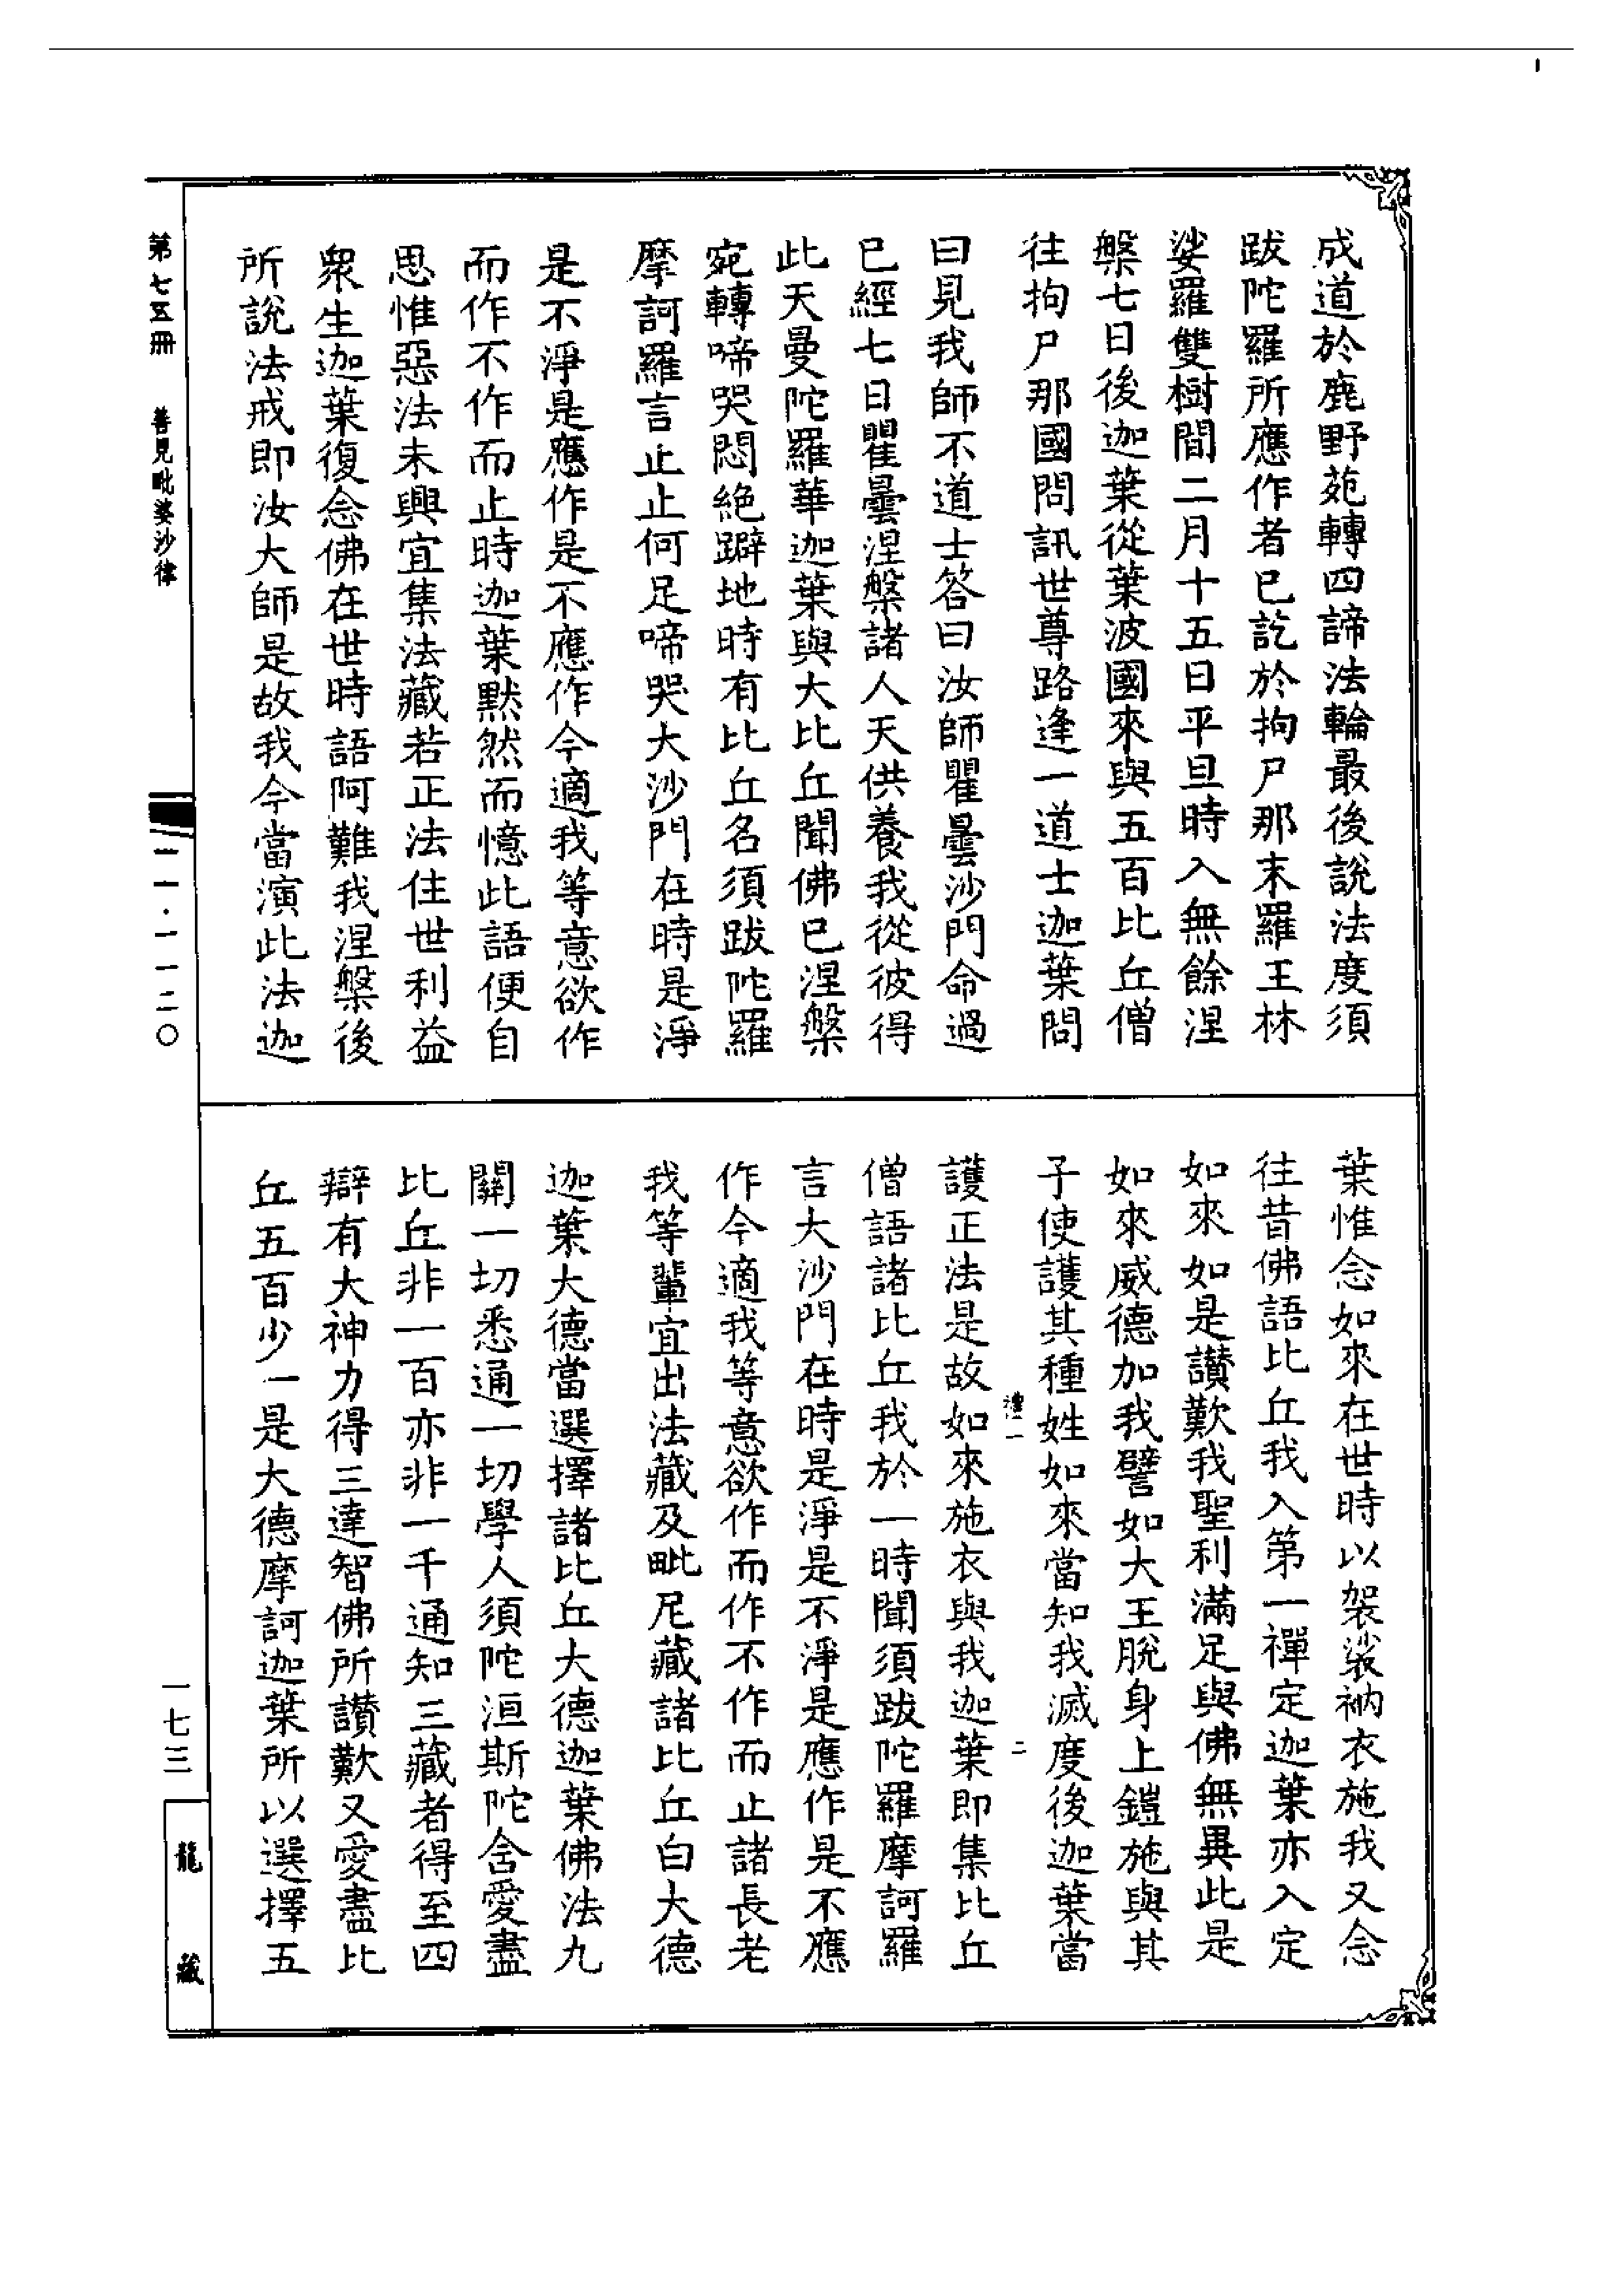 成道於鹿野苑轉四諦法輪最後說法度須
跋陀羅所應作者已訖於拘尸那末羅王林
娑羅雙樹間二月十五日平旦時入無餘涅
槃七日後迦葉從葉波國來與五百比丘僧
往拘尸那國問訊世尊路逢一道士迦葉問
曰見我師不道士答曰汝師瞿曇沙門命過
已經七日瞿曇涅槃諸人天供養我從彼得
此天曼陀羅華迦葉與大比丘聞佛已涅槃
宛轉啼哭悶絕躃地時有比丘名須跋陀羅
摩訶羅言止止何足啼哭大沙門在時是淨
是不淨是應作是不應作今適我等意欲作
而作不作而止時迦葉默然而憶此語便自
思惟惡法未興宜集法藏若正法住世利益
衆生迦葉復念佛在世時語阿難我涅槃後
所說法戒即汝大師是故我今當演此法迦
葉惟念如來在世時以袈裟衲衣施我又念
往昔佛語比丘我入第一禪定迦葉亦入定
如來如是讚歎我聖利滿足與佛無異此是
如來威德加我譬如大王脫身上鎧施與其
子使護其種姓如來當知我滅度後迦葉當
禮一 二
護正法是故如來施衣與我迦葉即集比丘
僧語諸比丘我於一時聞須跋陀羅摩訶羅
言大沙門在時是淨是不淨是應作是不應
作今適我等意欲作而作不作而止諸長老
我等輩宜出法藏及毗尼藏諸比丘白大德
迦葉大德當選擇諸比丘大德迦葉佛法九
關一切悉通一切學人須陀洹斯陀含愛盡
比丘非一百亦非一千通知三藏者得至四
辯有大神力得三達智佛所讚歎又愛盡比
丘五百少一是大德摩訶迦葉所以選擇五
第七五冊 善見毗婆沙律
一一·一一二〇
一七三
龍藏